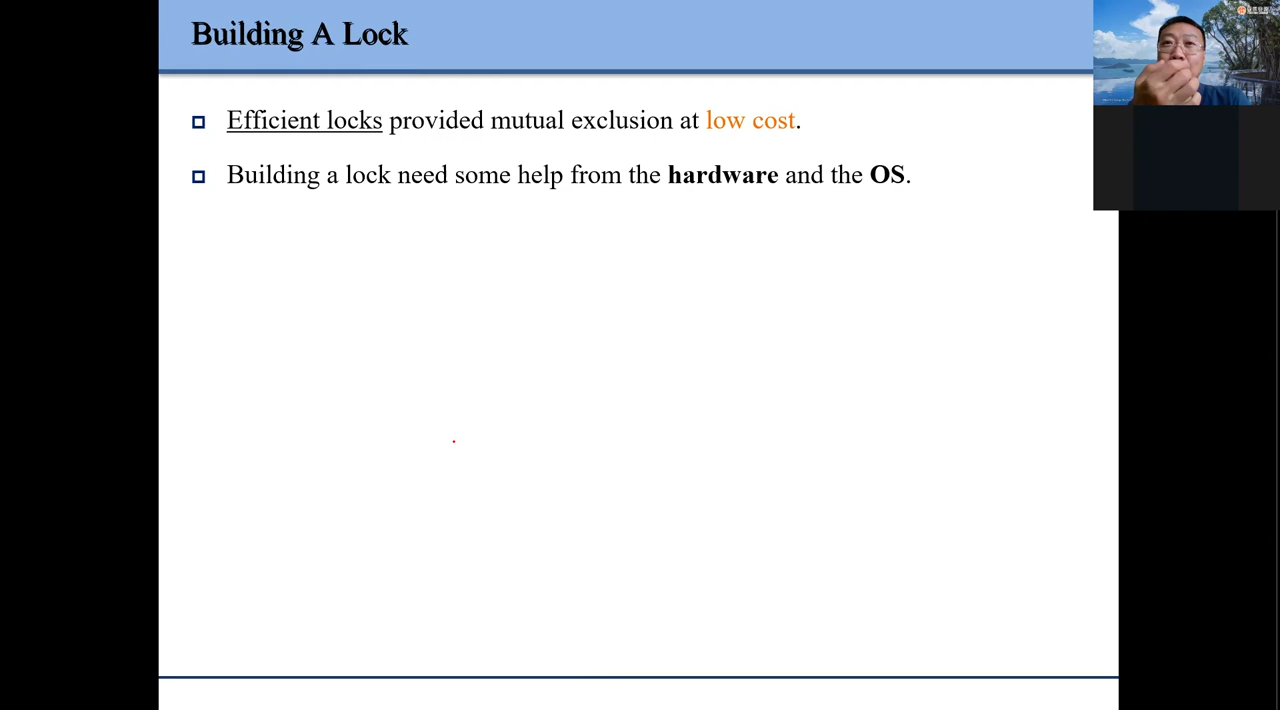 Building A Lock
Efficient locks provided mutual exclusion at low cost.
Building a lock need some help from the hardware and the OS.